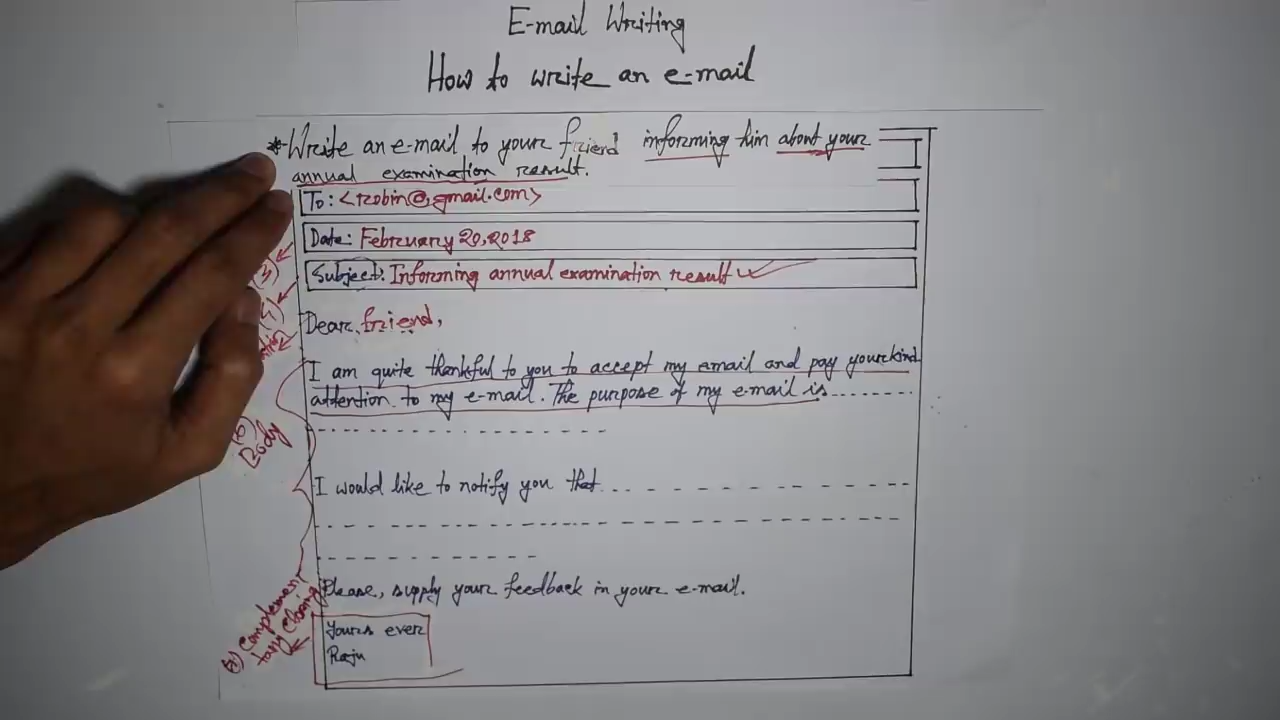 E-mail Writing
How to write an e-mail
*Write an e-mail to your friend informing him about your
annual examination result.
To: <robin@gmail.com>
Date: February 20,2018
Subject: Informing annual examination result
Dear friend,
I am quite thankful to you to accept my email and pay your kind
attention to my e-mail. The purpose of my e-mail is........
I would like to notify you that...
Please, supply your feedback in your e-mail.
Yours ever
Raju
Body
Complemen
tary Closing